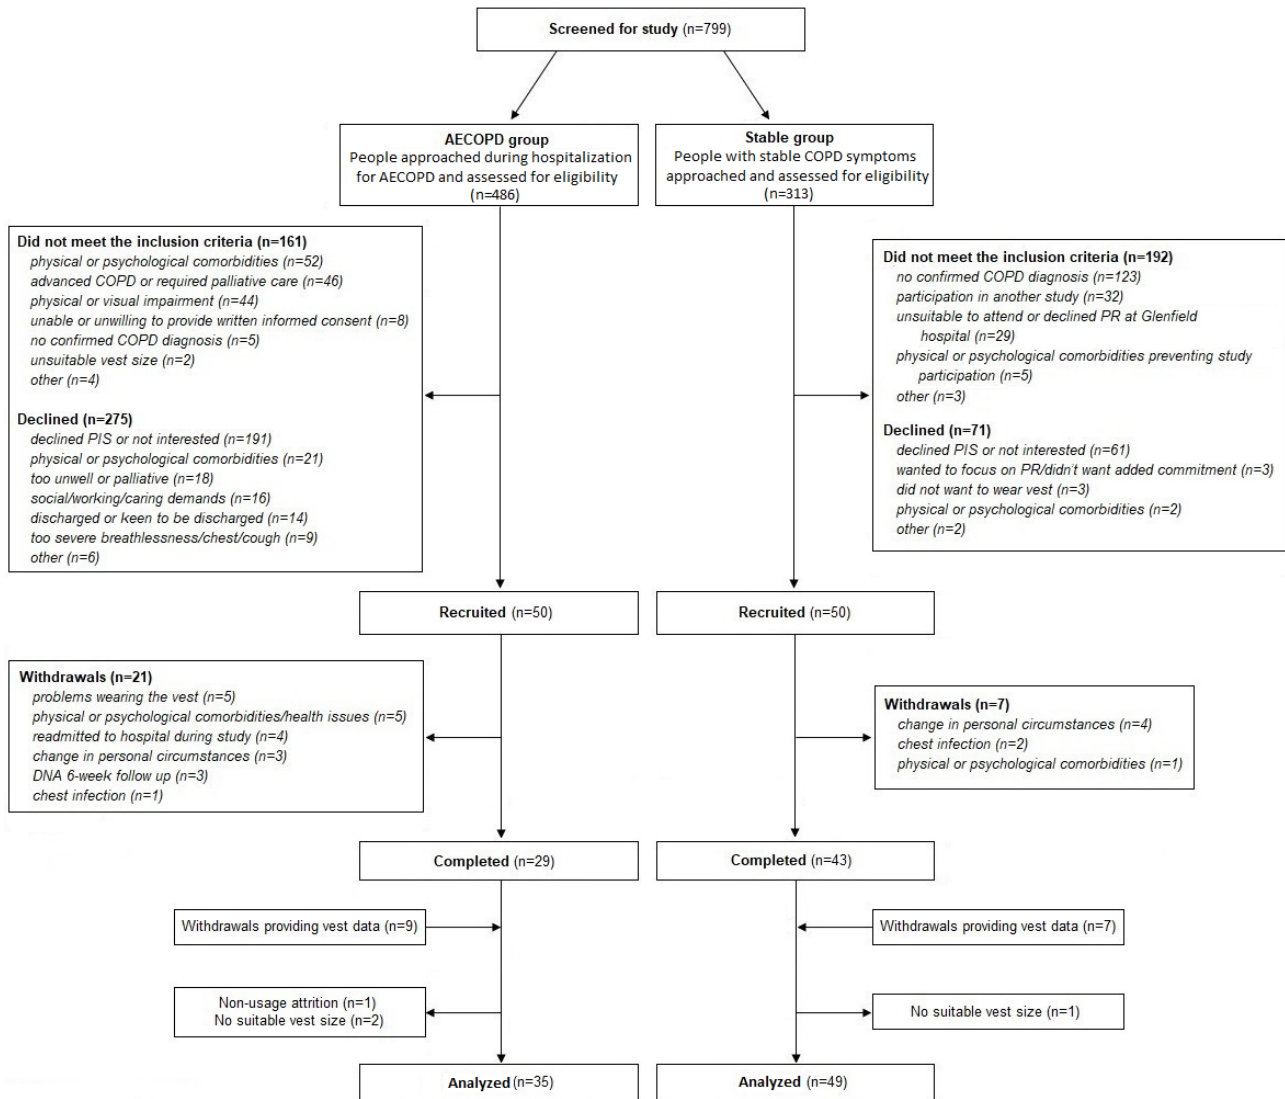 Screened for study (n=799)
AECOPD group
People approached during hospitalization
for AECOPD and assessed for eligibility
(n=486)
Stable group
People with stable COPD symptoms
approached and assessed for eligibility
(n=313)
Did not meet the inclusion criteria (n=161)
physical or psychological comorbidities (n=52)
advanced COPD or required palliative care (n=46)
physical or visual impairment (n=44)
unable or unwilling to provide written informed consent (n=8)
no confirmed COPD diagnosis (n=5)
unsuitable vest size (n=2)
other (n=4)
Declined (n=275)
declined PIS or not interested (n=191)
physical or psychological comorbidities (n=21)
too unwell or palliative (n=18)
social/working/caring demands (n=16)
discharged or keen to be discharged (n=14)
too severe breathlessness/chest/cough (n=9)
other (n=6)
Did not meet the inclusion criteria (n=192)
no confirmed COPD diagnosis (n=123)
participation in another study (n=32)
unsuitable to attend or declined PR at Glenfield
hospital (n=29)
physical or psychological comorbidities preventing study
participation (n=5)
other (n=3)
Declined (n=71)
declined PIS or not interested (n=61)
wanted to focus on PR/didn't want added commitment (n=3)
did not want to wear vest (n=3)
physical or psychological comorbidities (n=2)
other (n=2)
Recruited (n=50)
Recruited (n=50)
Withdrawals (n=21)
problems wearing the vest (n=5)
physical or psychological comorbidities/health issues (n=5)
readmitted to hospital during study (n=4)
change in personal circumstances (n=3)
DNA 6-week follow up (n=3)
chest infection (n=1)
Withdrawals (n=7)
change in personal circumstances (n=4)
chest infection (n=2)
physical or psychological comorbidities (n=1)
Completed (n=29)
Completed (n=43)
Withdrawals providing vest data (n=9)
Withdrawals providing vest data (n=7)
Non-usage attrition (n=1)
No suitable vest size (n=2)
No suitable vest size (n=1)
Analyzed (n=35)
Analyzed (n=49)